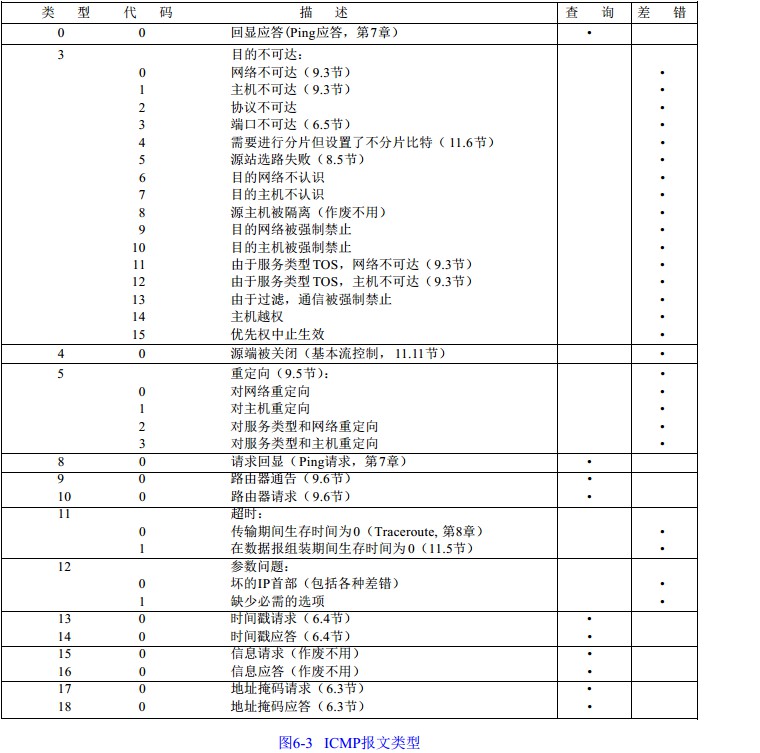 类 型 代 码 描 述 查 询 差 错
0 0 回显应答(Ping应答，第7章） •
3 目的不可达：
0 网络不可达（9.3节） •
1 主机不可达（9.3节） •
2 协议不可达 •
3 端口不可达（6.5节） •
4 需要进行分片但设置了不分片比特（ 11.6节） •
5 源站选路失败（8.5节） •
6 目的网络不认识 •
7 目的主机不认识 •
8 源主机被隔离（作废不用） •
9 目的网络被强制禁止 •
10 目的主机被强制禁止 •
11 由于服务类型TOS，网络不可达（9.3节） •
12 由于服务类型TOS，主机不可达（9.3节） •
13 由于过滤，通信被强制禁止 •
14 主机越权 •
15 优先权中止生效 •
4 0 源端被关闭（基本流控制， 11.11节） •
5 重定向（9.5节）： •
0 对网络重定向 •
1 对主机重定向 •
2 对服务类型和网络重定向 •
3 对服务类型和主机重定向 •
8 0 请求回显（ Ping请求，第7章） •
9 0 路由器通告（9.6节） •
10 0 路由器请求（9.6节） •
11 超时：
0 传输期间生存时间为0（Traceroute, 第8章） •
1 在数据报组装期间生存时间为0（11.5节） •
12 参数问题：
0 坏的IP首部（包括各种差错） •
1 缺少必需的选项 •
13 0 时间戳请求（6.4节） •
14 0 时间戳应答（6.4节） •
15 0 信息请求（作废不用） •
16 0 信息应答（作废不用） •
17 0 地址掩码请求（6.3节） •
18 0 地址掩码应答（6.3节） •
图6-3 ICMP报文类型